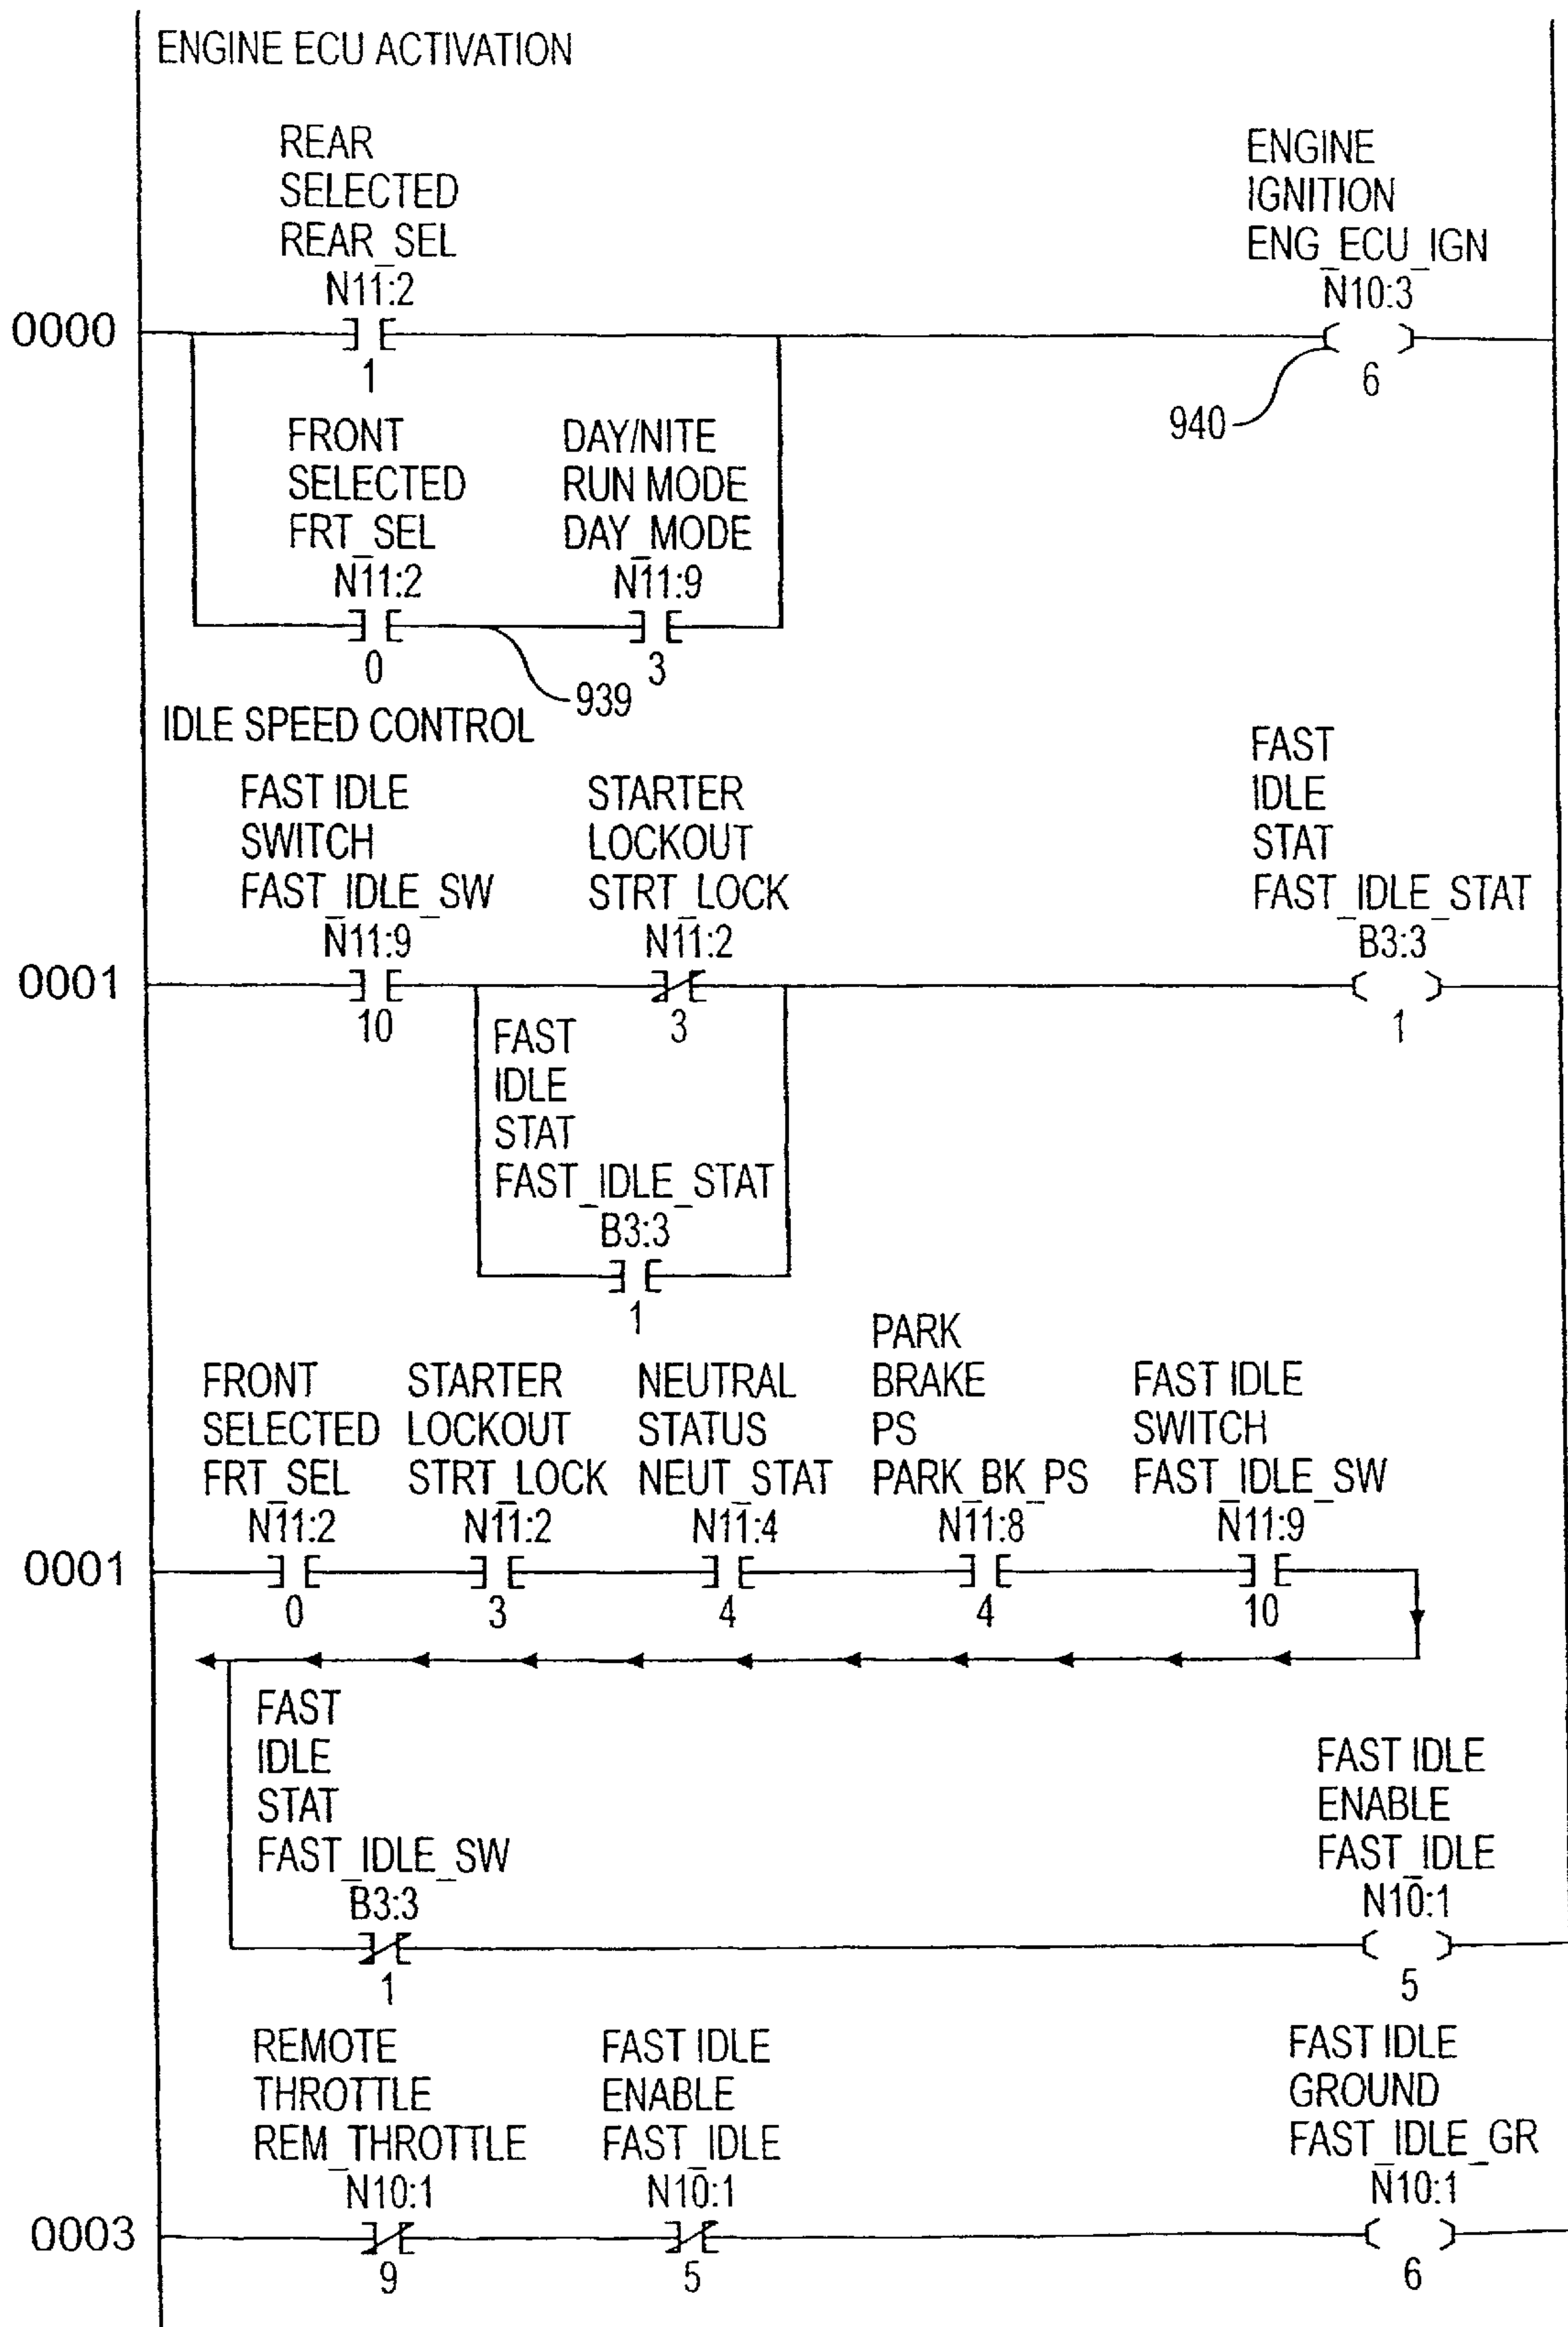 ENGINE ECU ACTIVATION
REAR
SELECTED
REAR_SEL
N11:2
1
ENGINE
IGNITION
ENG_ECU_IGN
N10:3
6
0000
940
FRONT
SELECTED
FRT_SEL
N11:2
0
DAY/NITE
RUN MODE
DAY_MODE
N11:9
3
939
IDLE SPEED CONTROL
FAST IDLE
SWITCH
FAST_IDLE_SW
N11:9
10
STARTER
LOCKOUT
STRT_LOCK
N11:2
3
FAST
IDLE
STAT
FAST_IDLE_STAT
B3:3
1
0001
FAST
IDLE
STAT
FAST_IDLE_STAT
B3:3
1
FRONT
SELECTED
FRT_SEL
N11:2
0
STARTER
LOCKOUT
STRT_LOCK
N11:2
3
NEUTRAL
STATUS
NEUT_STAT
N11:4
4
PARK
BRAKE
PS
PARK_BK_PS
N11:8
4
FAST IDLE
SWITCH
FAST_IDLE_SW
N11:9
10
0001
FAST
IDLE
STAT
FAST_IDLE_SW
B3:3
1
FAST IDLE
ENABLE
FAST_IDLE
N10:1
5
REMOTE
THROTTLE
REM_THROTTLE
N10:1
9
FAST IDLE
ENABLE
FAST_IDLE
N10:1
5
FAST IDLE
GROUND
FAST_IDLE_GR
N10:1
6
0003